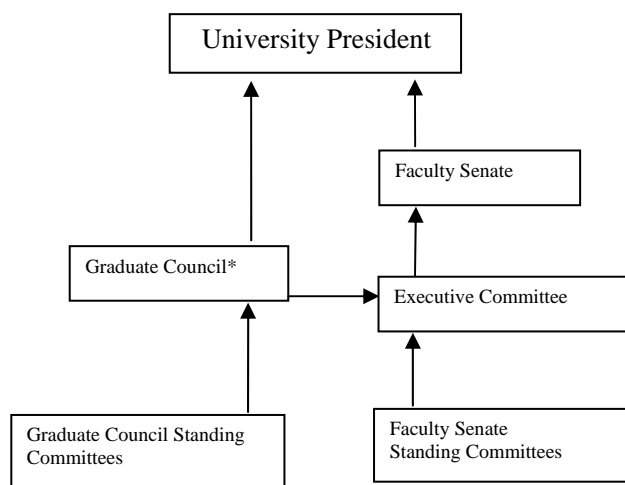 University President
Faculty Senate
Graduate Council*
Executive Committee
Graduate Council Standing
Committees
Faculty Senate
Standing Committees